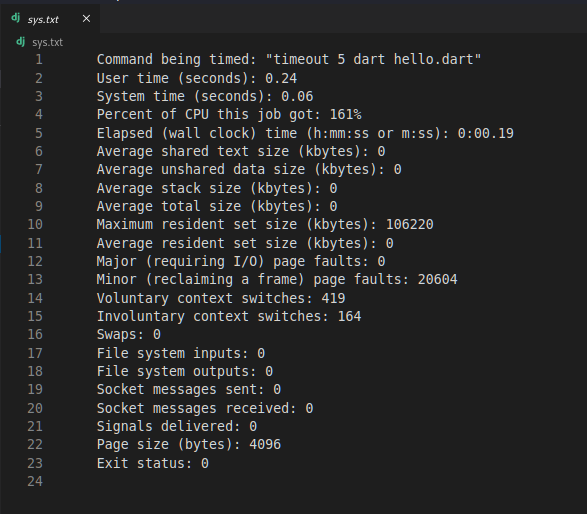 dj sys.txt ×
dj sys.txt
1 Command being timed: "timeout 5 dart hello.dart"
2 User time (seconds): 0.24
3 System time (seconds): 0.06
4 Percent of CPU this job got: 161%
5 Elapsed (wall clock) time (h:mm:ss or m:ss): 0:00.19
6 Average shared text size (kbytes): 0
7 Average unshared data size (kbytes): 0
8 Average stack size (kbytes): 0
9 Average total size (kbytes): 0
10 Maximum resident set size (kbytes): 106220
11 Average resident set size (kbytes): 0
12 Major (requiring I/O) page faults: 0
13 Minor (reclaiming a frame) page faults: 20604
14 Voluntary context switches: 419
15 Involuntary context switches: 164
16 Swaps: 0
17 File system inputs: 0
18 File system outputs: 0
19 Socket messages sent: 0
20 Socket messages received: 0
21 Signals delivered: 0
22 Page size (bytes): 4096
23 Exit status: 0
24